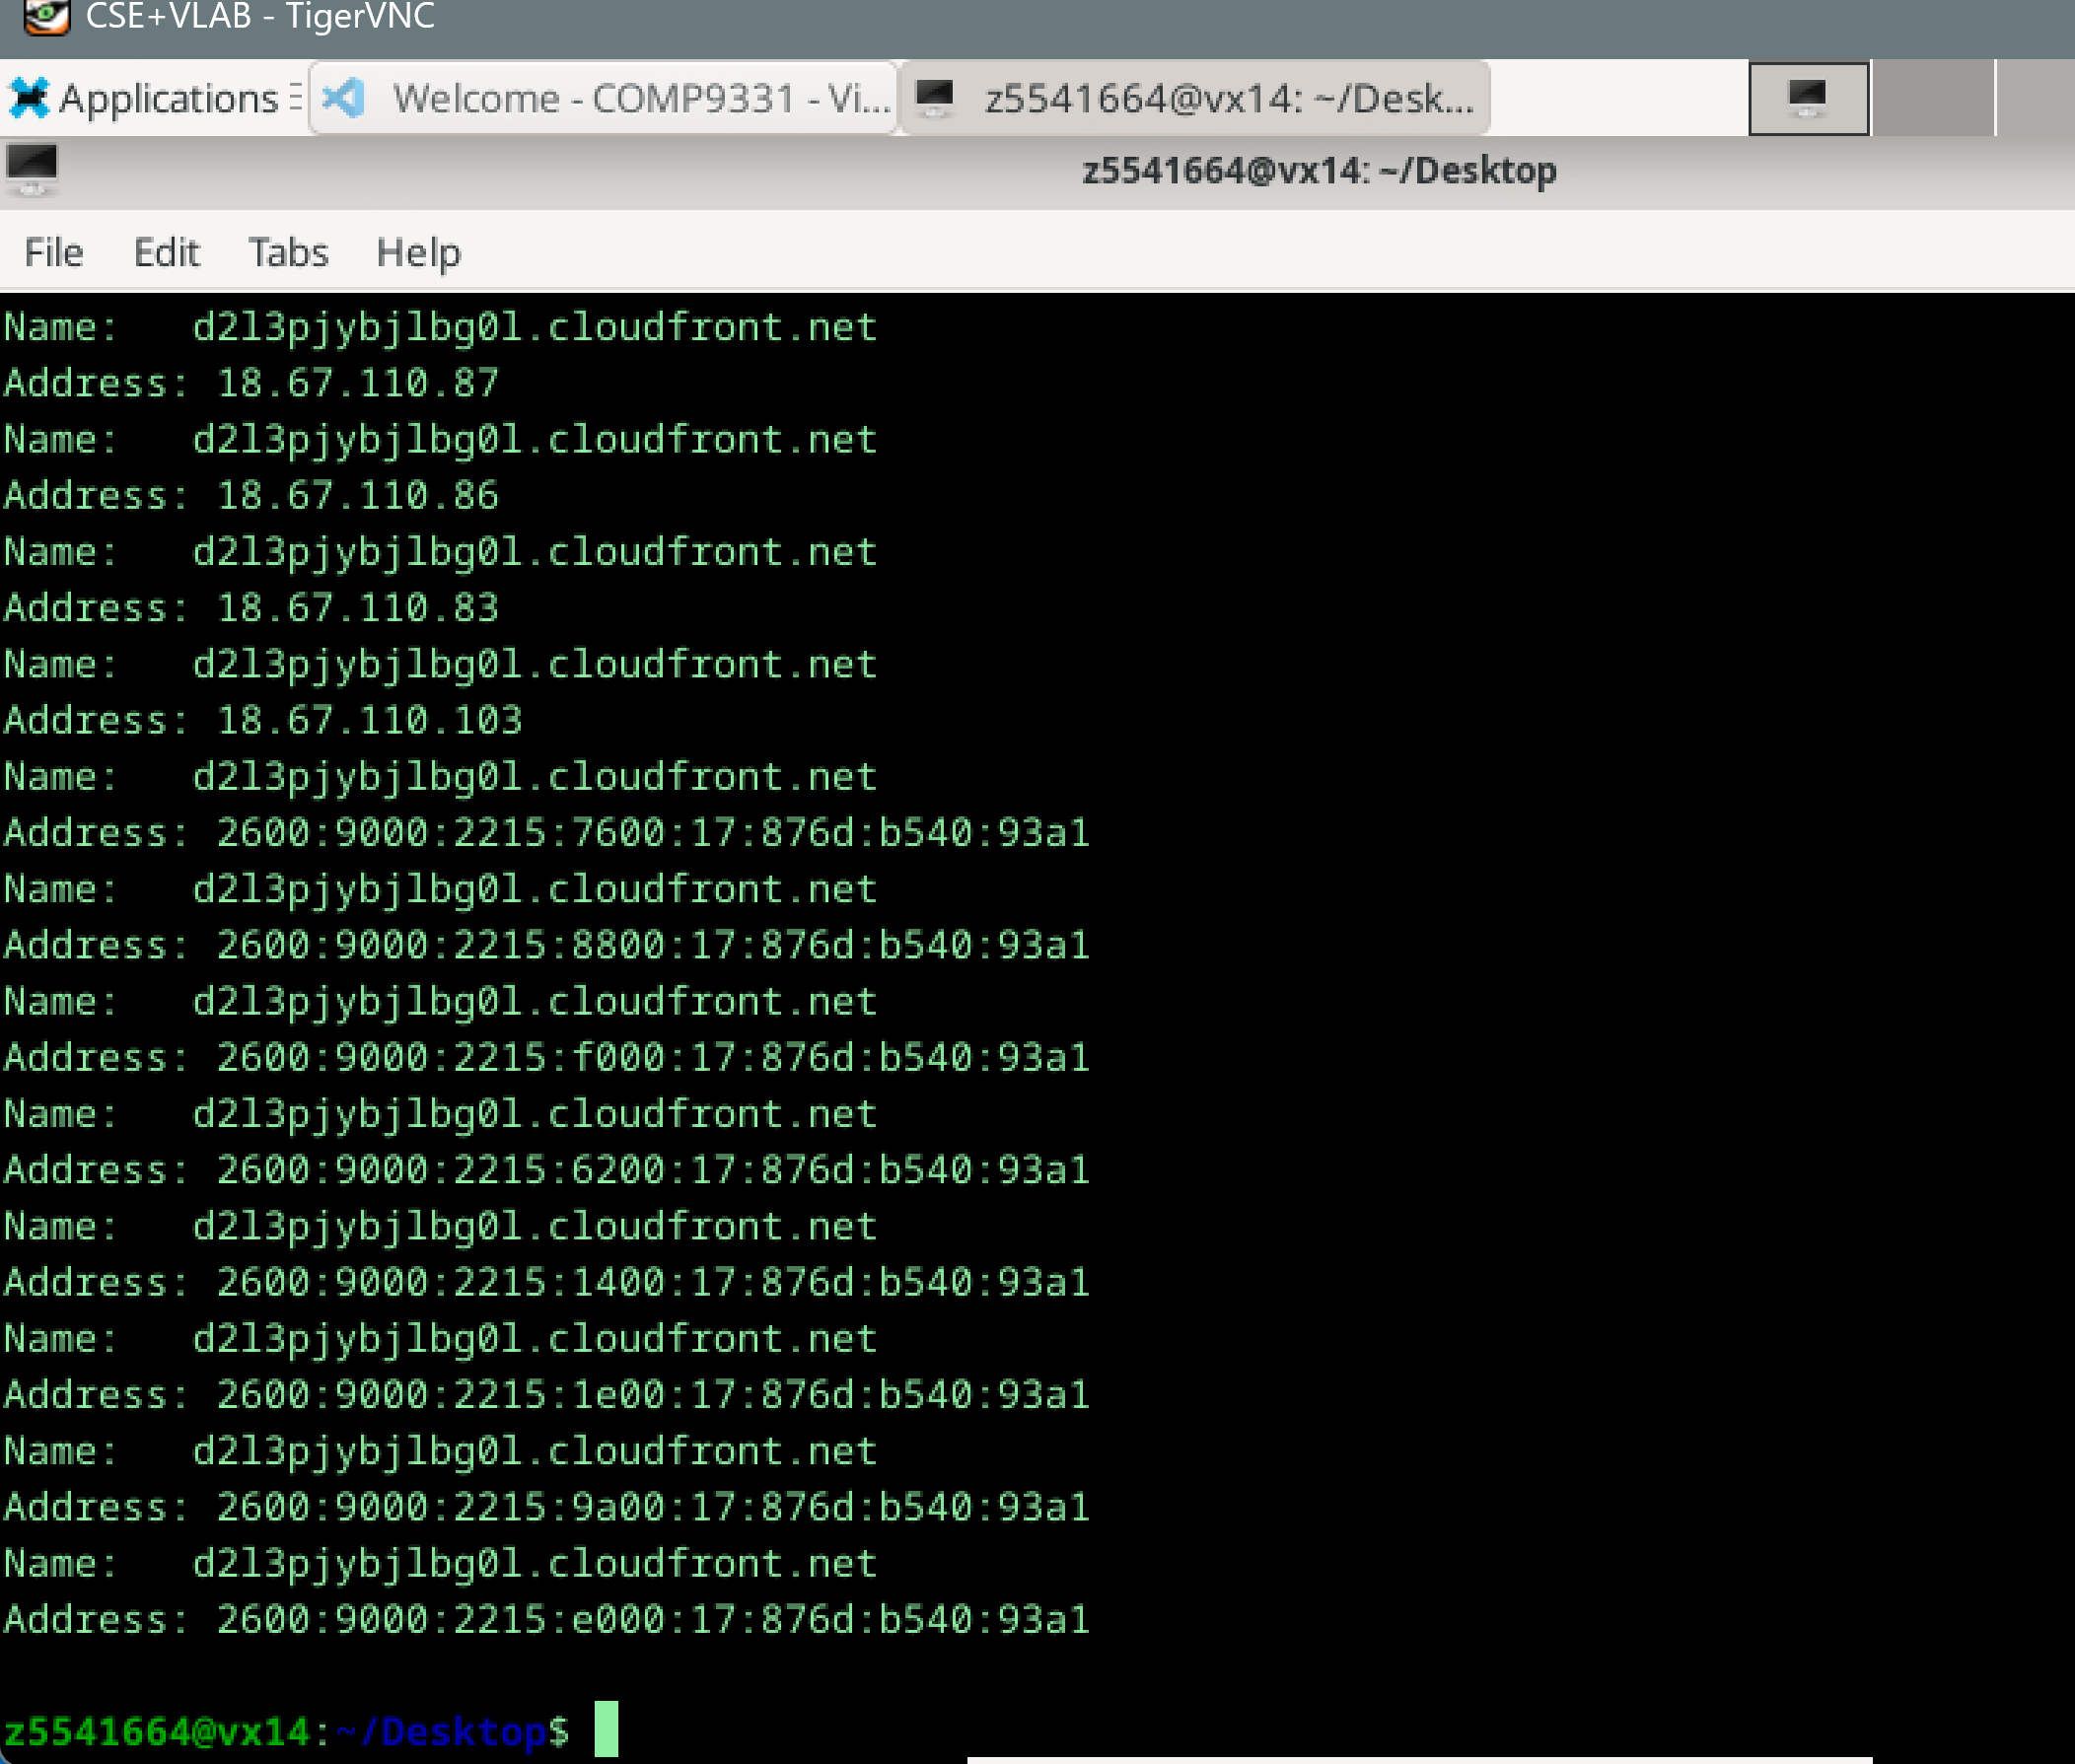 CSE+VLAB - TigerVNC
Applications Welcome - COMP9331 - Vi... z5541664@vx14: ~/Desk...
z5541664@vx14: ~/Desktop
File Edit Tabs Help
Name: d2l3pjybjlbg0l.cloudfront.net
Address: 18.67.110.87
Name: d2l3pjybjlbg0l.cloudfront.net
Address: 18.67.110.86
Name: d2l3pjybjlbg0l.cloudfront.net
Address: 18.67.110.83
Name: d2l3pjybjlbg0l.cloudfront.net
Address: 18.67.110.103
Name: d2l3pjybjlbg0l.cloudfront.net
Address: 2600:9000:2215:7600:17:876d:b540:93a1
Name: d2l3pjybjlbg0l.cloudfront.net
Address: 2600:9000:2215:8800:17:876d:b540:93a1
Name: d2l3pjybjlbg0l.cloudfront.net
Address: 2600:9000:2215:f000:17:876d:b540:93a1
Name: d2l3pjybjlbg0l.cloudfront.net
Address: 2600:9000:2215:6200:17:876d:b540:93a1
Name: d2l3pjybjlbg0l.cloudfront.net
Address: 2600:9000:2215:1400:17:876d:b540:93a1
Name: d2l3pjybjlbg0l.cloudfront.net
Address: 2600:9000:2215:1e00:17:876d:b540:93a1
Name: d2l3pjybjlbg0l.cloudfront.net
Address: 2600:9000:2215:9a00:17:876d:b540:93a1
Name: d2l3pjybjlbg0l.cloudfront.net
Address: 2600:9000:2215:e000:17:876d:b540:93a1
z5541664@vx14:~/Desktop$